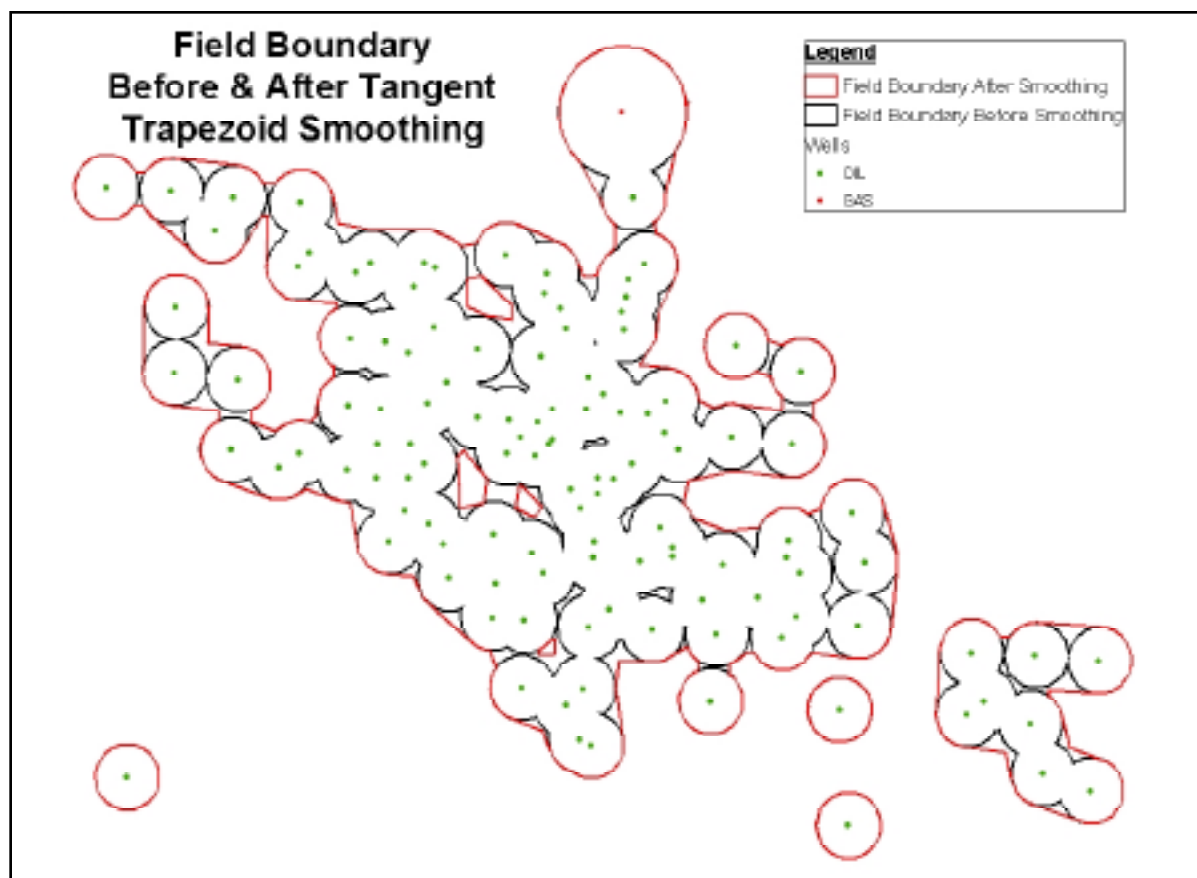 Field Boundary
Before & After Tangent
Trapezoid Smoothing
Legend
Field Boundary After Smoothing
Field Boundary Before Smoothing
Wells
OIL
GAS